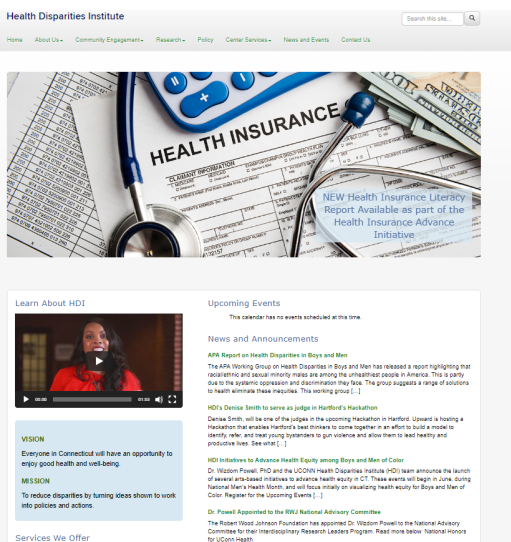 Health Disparities Institute
Search this site...
Home About Us Community Engagement Research Policy Center Services News and Events Contact Us
HEALTH INSURANCE
CLAIMANT INFORMATION
NEW Health Insurance Literacy
Report Available as part of the
Health Insurance Advance
Initiative
Learn About HDI
00:00 01:53
VISION
Everyone in Connecticut will have an opportunity to
enjoy good health and well-being.
MISSION
To reduce disparities by turning ideas shown to work
into policies and actions.
Services We Offer
Upcoming Events
This calendar has no events scheduled at this time.
News and Announcements
APA Report on Health Disparities in Boys and Men
The APA Working Group on Health Disparities in Boys and Men has released a report highlighting that
racial/ethnic and sexual minority males are among the unhealthiest people in America. This is partly
due to the systemic oppression and discrimination they face. The group suggests a range of solutions
to help eliminate these inequities. This working group [...]
HDI's Denise Smith to serve as judge in Hartford's Hackathon
Denise Smith, will be one of the judges in the upcoming Hackathon in Hartford. Upward is hosting a
Hackathon that enables Hartford's best thinkers to come together in an effort to build a model to
identify, refer, and treat young bystanders to gun violence and allow them to lead healthy and
productive lives. See what [...]
HDI Initiatives to Advance Health Equity among Boys and Men of Color
Dr. Wizdom Powell, PhD and the UCONN Health Disparities Institute (HDI) team announce the launch
of several arts-based initiatives to advance health equity in CT. These events will begin in June, during
National Men's Health Month, and will focus initially on visualizing health equity for Boys and Men of
Color. Register for the Upcoming Events [...]
Dr. Powell Appointed to the RWJ National Advisory Committee
The Robert Wood Johnson Foundation has appointed Dr. Wizdom Powell to the National Advisory
Committee for their Interdisciplinary Research Leaders Program. Read more below. National Honors
for UConn Health